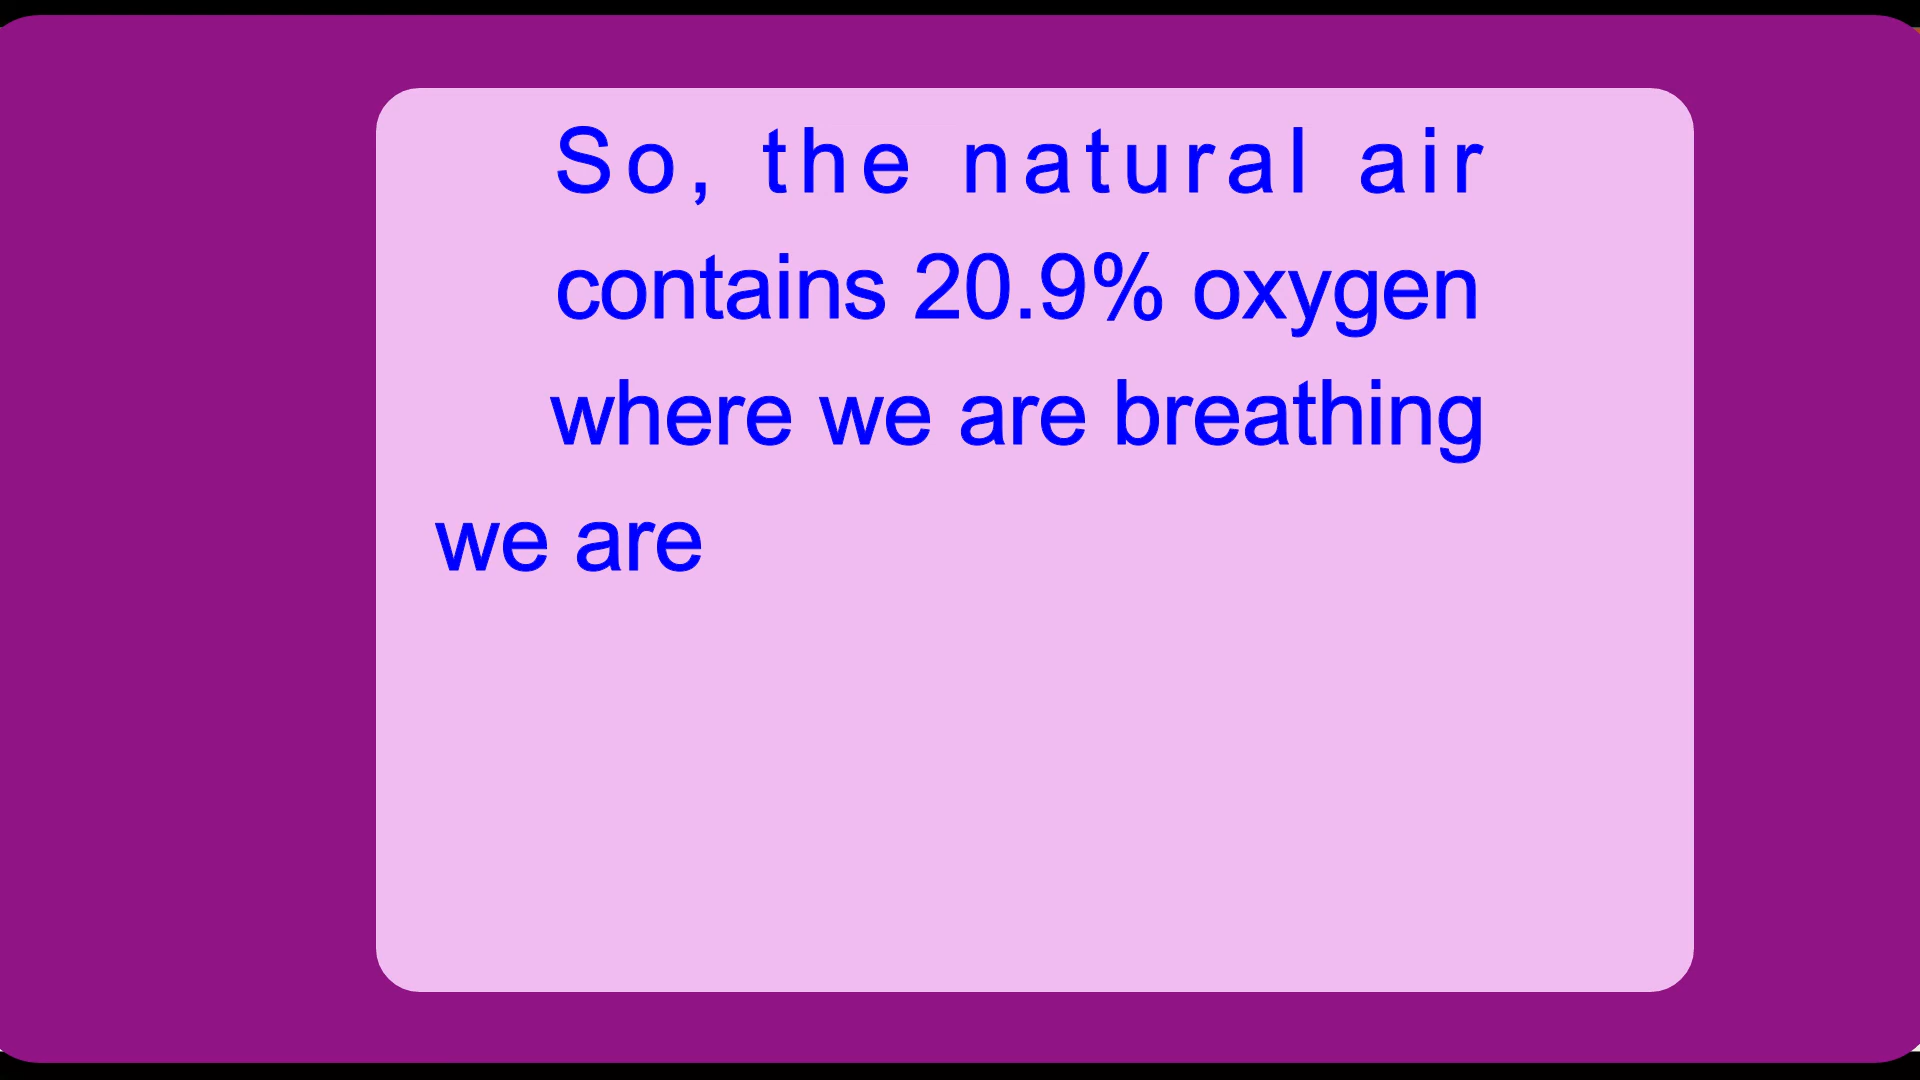 So, the natural air
contains 20.9% oxygen
where we are breathing
we are